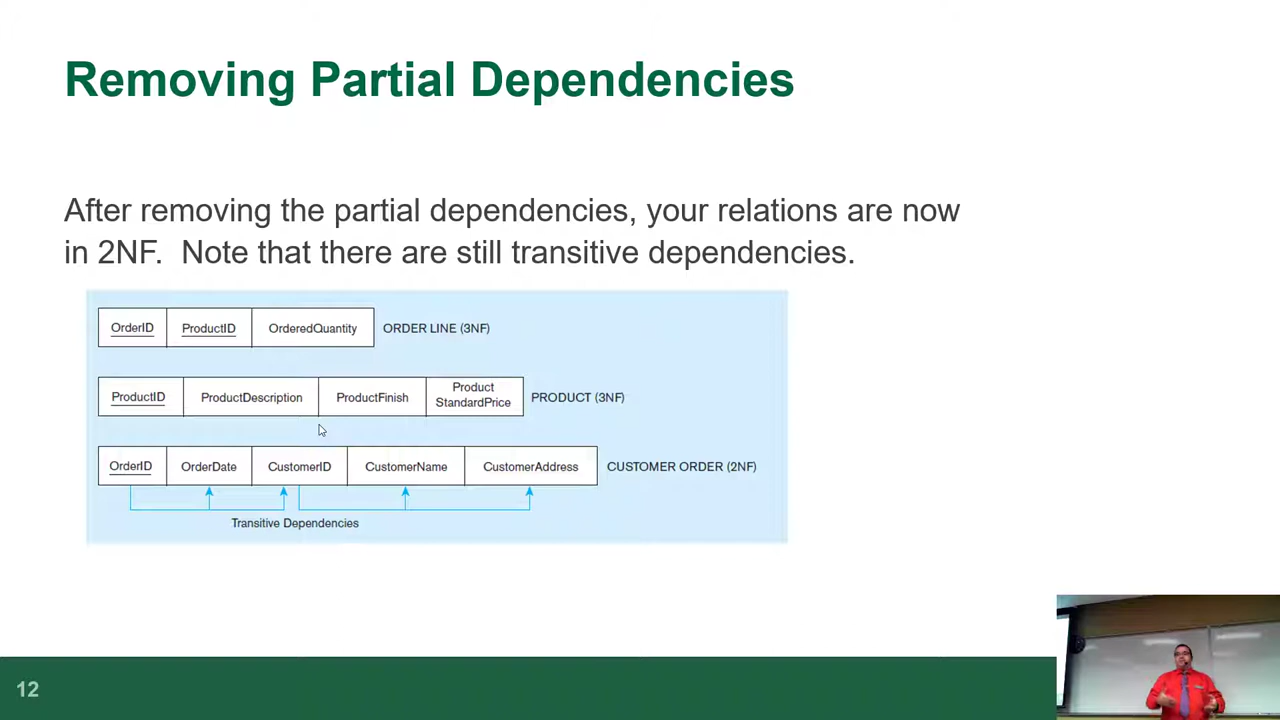 Removing Partial Dependencies
After removing the partial dependencies, your relations are now
in 2NF.  Note that there are still transitive dependencies.
OrderID ProductID OrderedQuantity ORDER LINE (3NF)
ProductID ProductDescription ProductFinish Product StandardPrice PRODUCT (3NF)
OrderID OrderDate CustomerID CustomerName CustomerAddress CUSTOMER ORDER (2NF)
Transitive Dependencies
12